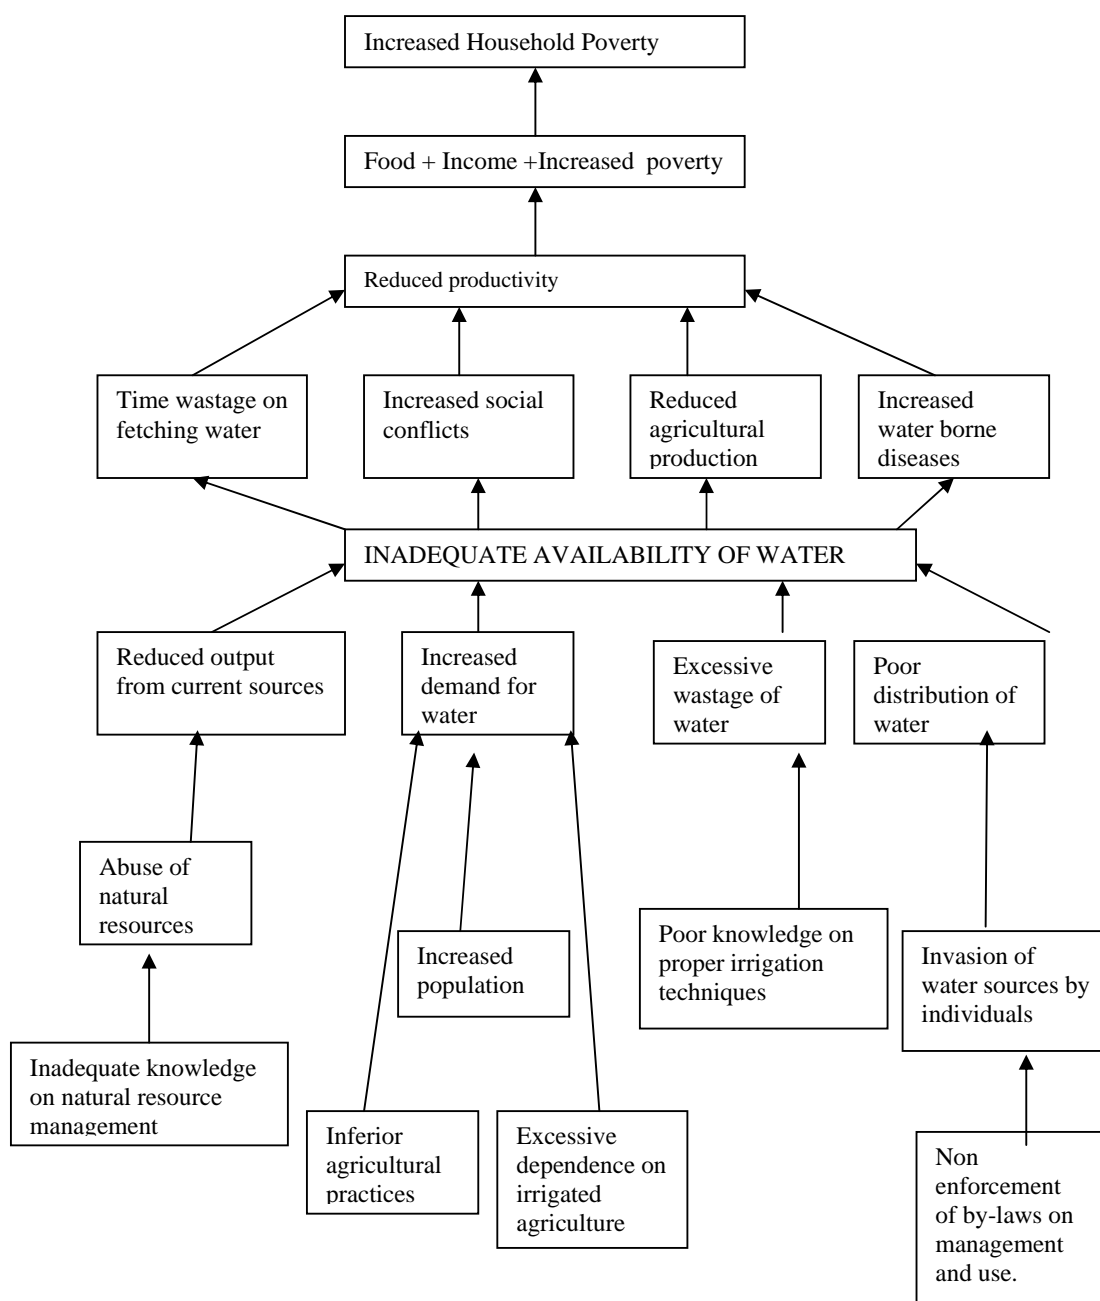 Increased Household Poverty
Food + Income +Increased  poverty
Reduced productivity
Time wastage on
fetching water
Increased social
conflicts
Reduced
agricultural
production
Increased
water borne
diseases
INADEQUATE AVAILABILITY OF WATER
Reduced output
from current sources
Increased
demand for
water
Excessive
wastage of
water
Poor
distribution of
water
Abuse of
natural
resources
Increased
population
Poor knowledge on
proper irrigation
techniques
Invasion of
water sources by
individuals
Inadequate knowledge
on natural resource
management
Inferior
agricultural
practices
Excessive
dependence on
irrigated
agriculture
Non
enforcement
of by-laws on
management
and use.